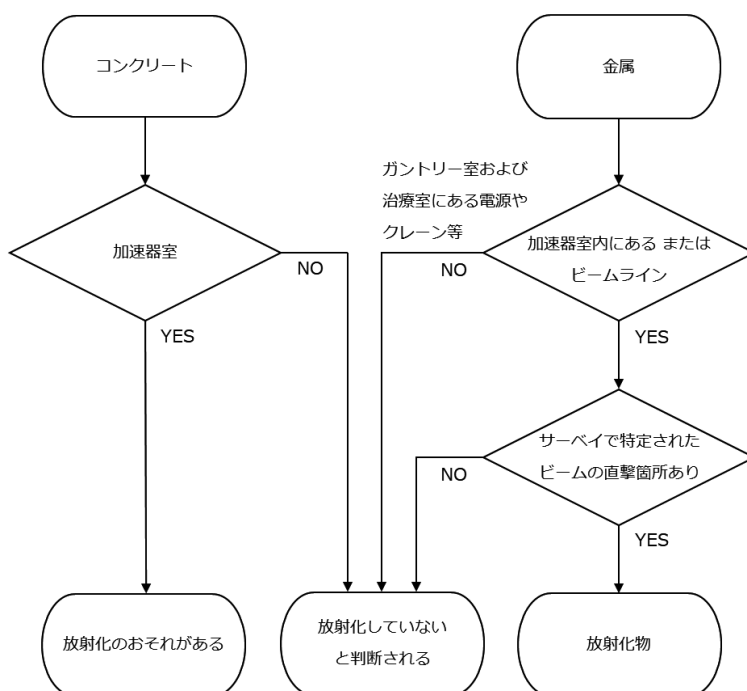 コンクリート
金属
ガントリー室および
治療室にある電源や
クレーン等
加速器室
加速器室内にある または
ビームライン
NO
NO
YES
YES
サーベイで特定された
ビームの直撃箇所あり
NO
YES
放射化のおそれがある
放射化していない
と判断される
放射化物